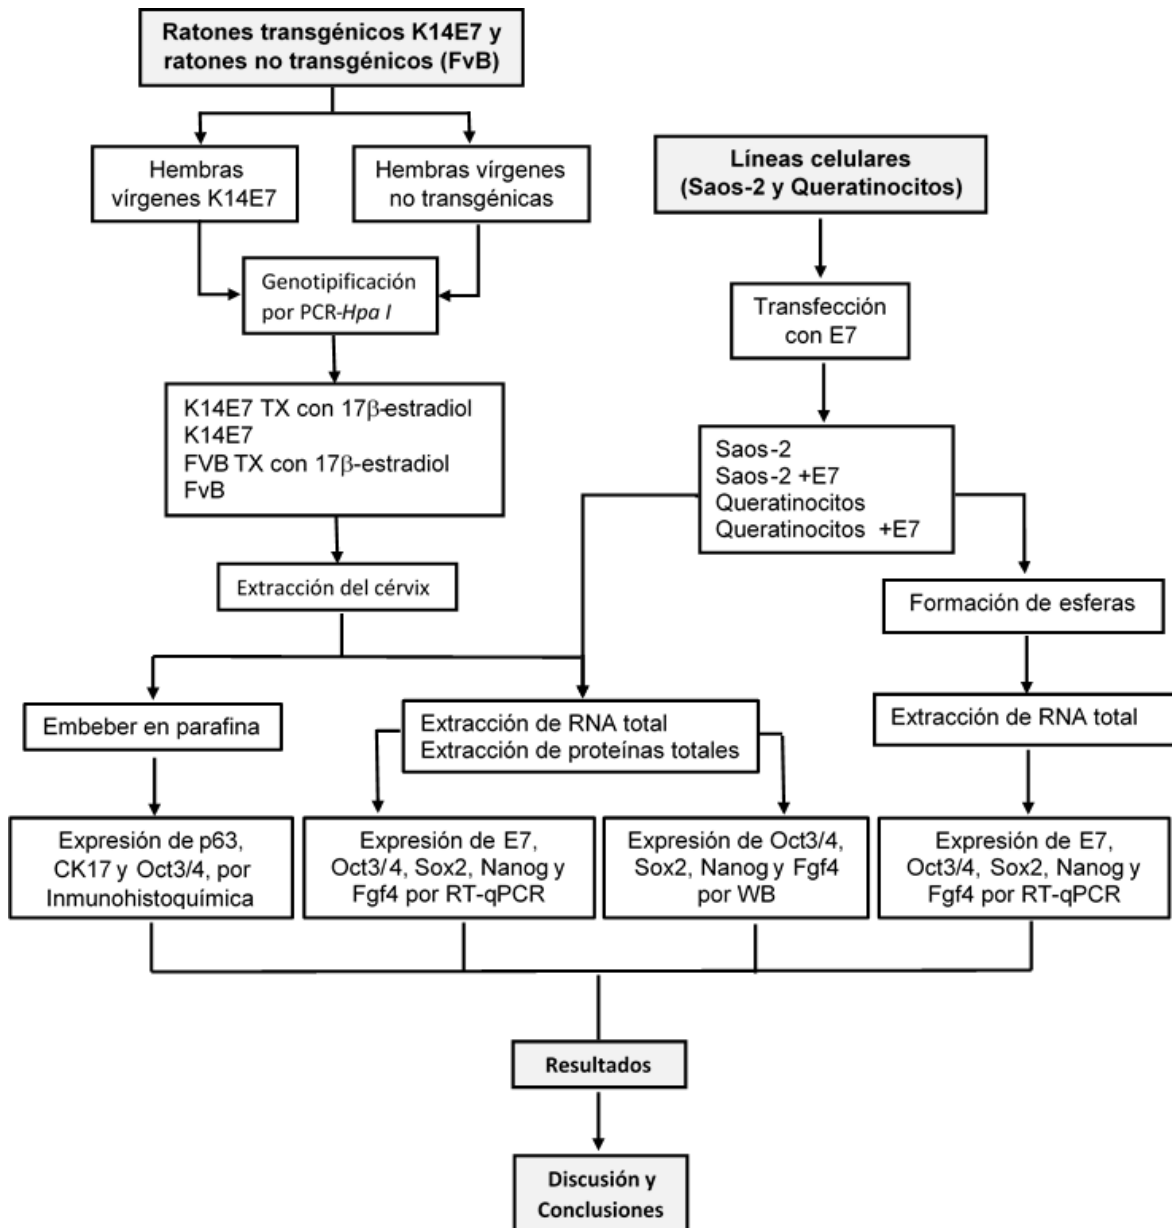 Ratones transgénicos K14E7 y
ratones no transgénicos (FvB)
Hembras
vírgenes K14E7
Hembras vírgenes
no transgénicas
Líneas celulares
(Saos-2 y Queratinocitos)
Genotipificación
por PCR-Hpa I
Transfección
con E7
K14E7 TX con 17β-estradiol
K14E7
FVB TX con 17β-estradiol
FvB
Saos-2
Saos-2 +E7
Queratinocitos
Queratinocitos +E7
Extracción del cérvix
Formación de esferas
Embeber en parafina
Extracción de RNA total
Extracción de proteínas totales
Extracción de RNA total
Expresión de p63,
CK17 y Oct3/4, por
Inmunohistoquímica
Expresión de E7,
Oct3/4, Sox2, Nanog y
Fgf4 por RT-qPCR
Expresión de Oct3/4,
Sox2, Nanog y Fgf4
por WB
Expresión de E7,
Oct3/4, Sox2, Nanog y
Fgf4 por RT-qPCR
Resultados
Discusión y
Conclusiones